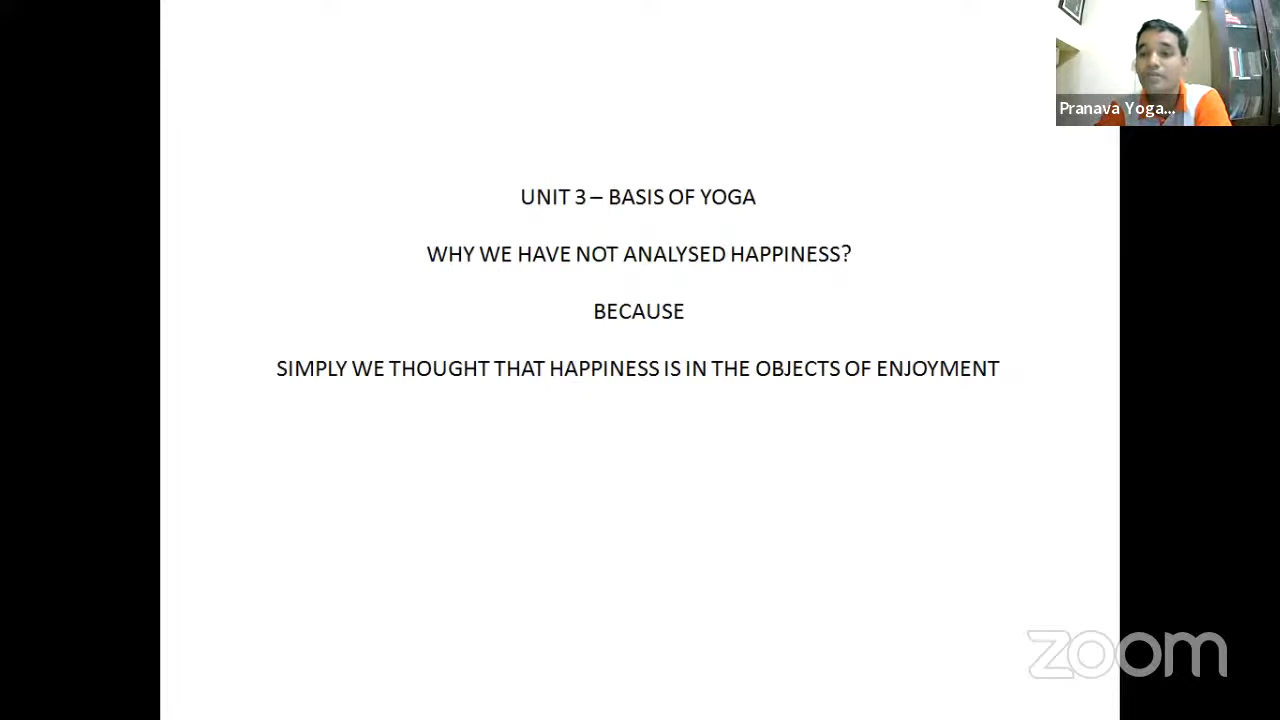 Pranava Yoga...
UNIT 3 – BASIS OF YOGA
WHY WE HAVE NOT ANALYSED HAPPINESS?
BECAUSE
SIMPLY WE THOUGHT THAT HAPPINESS IS IN THE OBJECTS OF ENJOYMENT
zoom